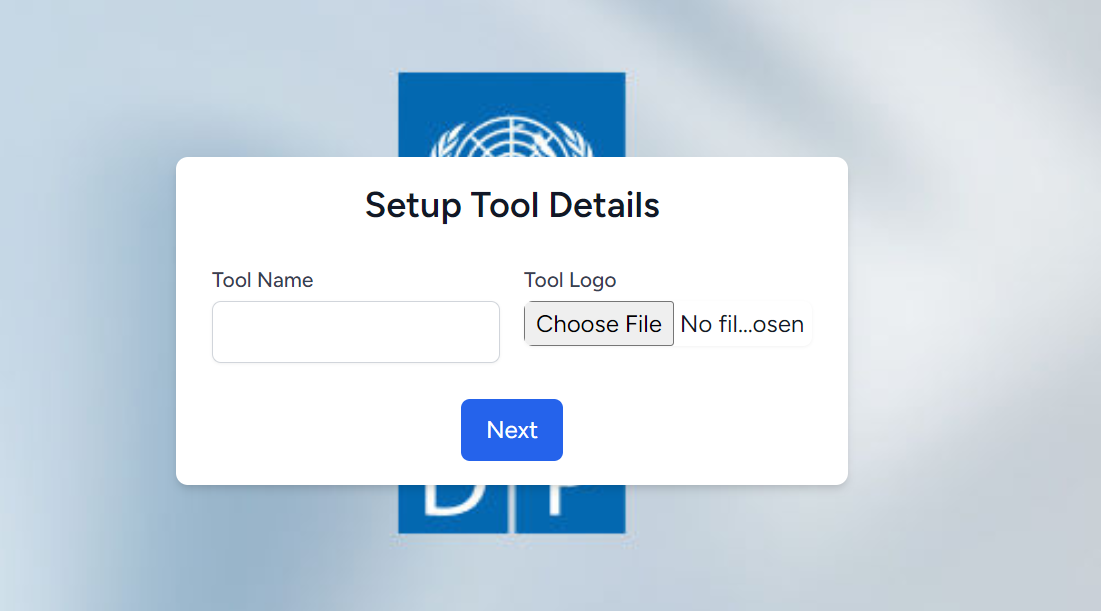 Setup Tool Details
Tool Name
Tool Logo
Choose File No fil...osen
Next
D P